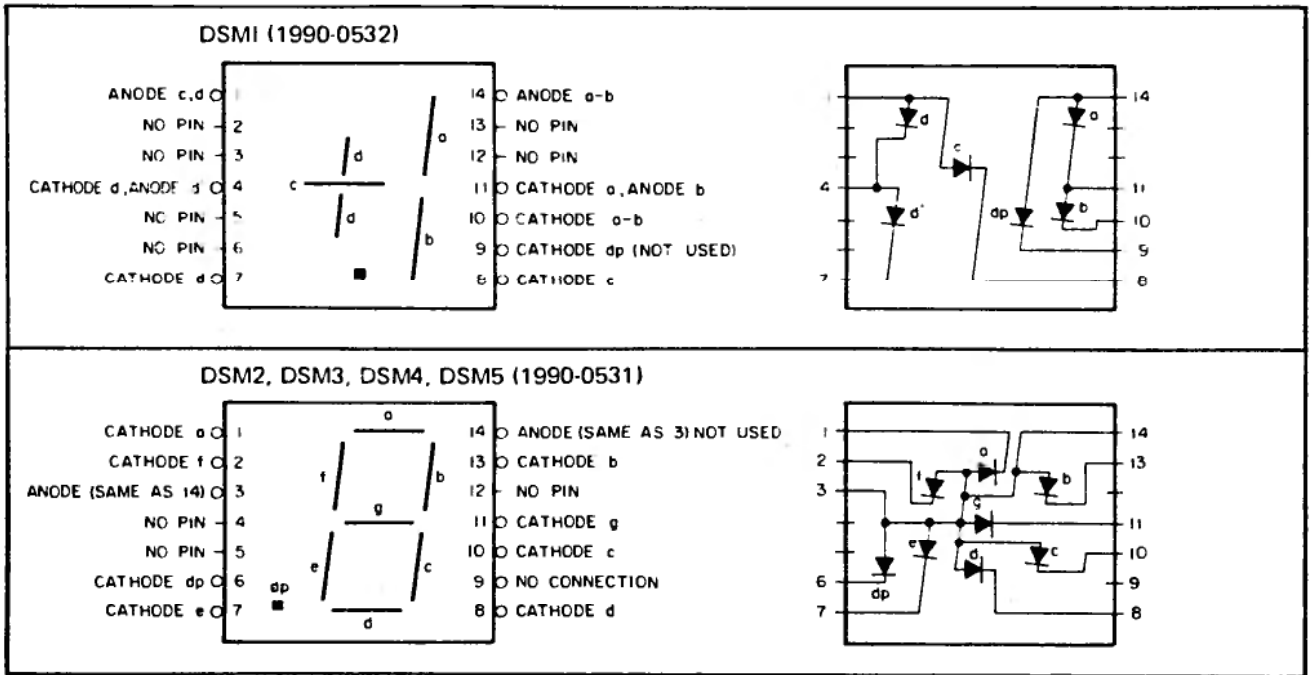 DSM1 (1990-0532)
ANODE c,d 1
NO PIN 2
NO PIN 3
CATHODE d, ANODE d 4
NO PIN 5
NO PIN 6
CATHODE d 7
14 ANODE a-b
13 NO PIN
12 NO PIN
11 CATHODE a, ANODE b
10 CATHODE a-b
9 CATHODE dp (NOT USED)
8 CATHODE c
a
d
c
d
b
1
4
7
14
11
10
9
8
d
c
a
d'
dp
b
DSM2, DSM3, DSM4, DSM5 (1990-0531)
CATHODE a 1
CATHODE f 2
ANODE (SAME AS 14) 3
NO PIN 4
NO PIN 5
CATHODE dp 6
CATHODE e 7
14 ANODE (SAME AS 3) NOT USED
13 CATHODE b
12 NO PIN
11 CATHODE g
10 CATHODE c
9 NO CONNECTION
8 CATHODE d
a
f
b
g
e
c
dp
d
1
2
3
6
7
14
13
11
10
9
8
a
f
b
g
e
c
d
dp